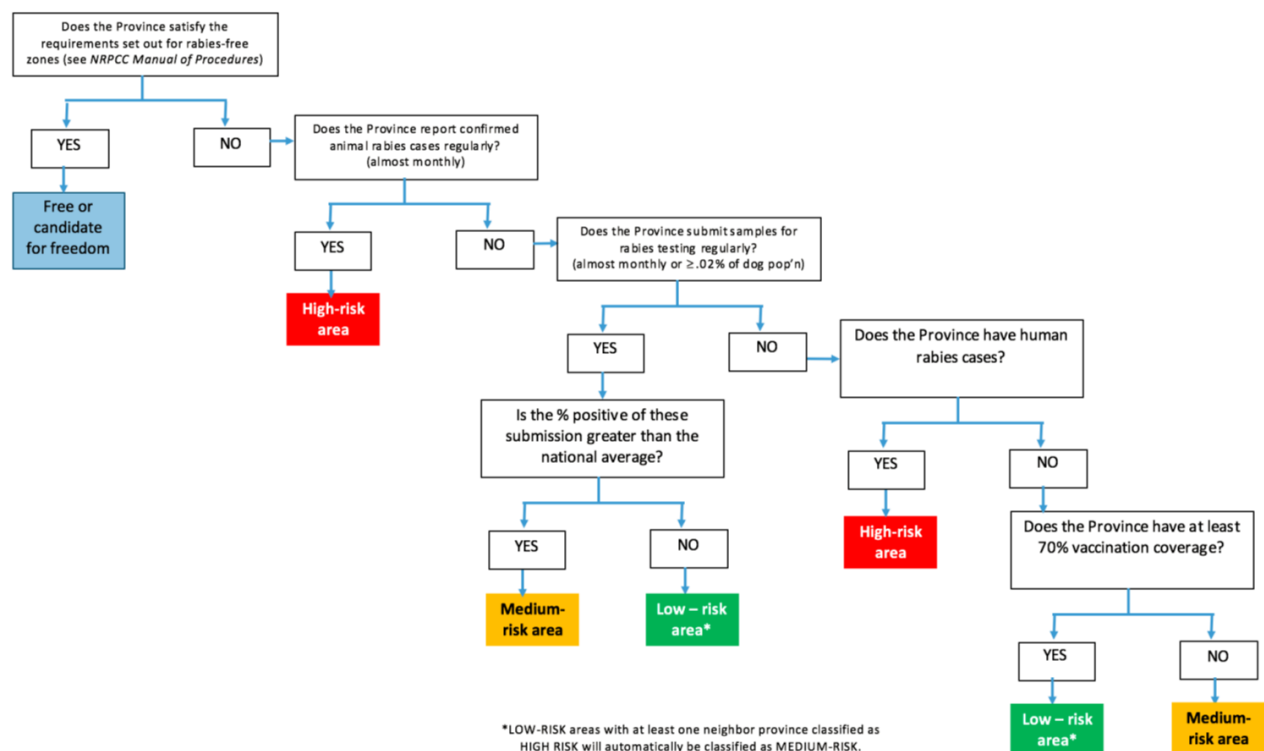 Does the Province satisfy the
requirements set out for rabies-free
zones (see NRPCC Manual of Procedures)
YES
NO
Does the Province report confirmed
animal rabies cases regularly?
(almost monthly)
Free or
candidate
for freedom
YES
NO
Does the Province submit samples for
rabies testing regularly?
(almost monthly or ≥.02% of dog pop'n)
High-risk
area
YES
NO
Does the Province have human
rabies cases?
Is the % positive of these
submission greater than the
national average?
YES
NO
YES
NO
High-risk
area
Does the Province have at least
70% vaccination coverage?
Medium-
risk area
Low – risk
area*
YES
NO
Low – risk
area*
Medium-
risk area
*LOW-RISK areas with at least one neighbor province classified as
HIGH RISK will automatically be classified as MEDIUM-RISK.